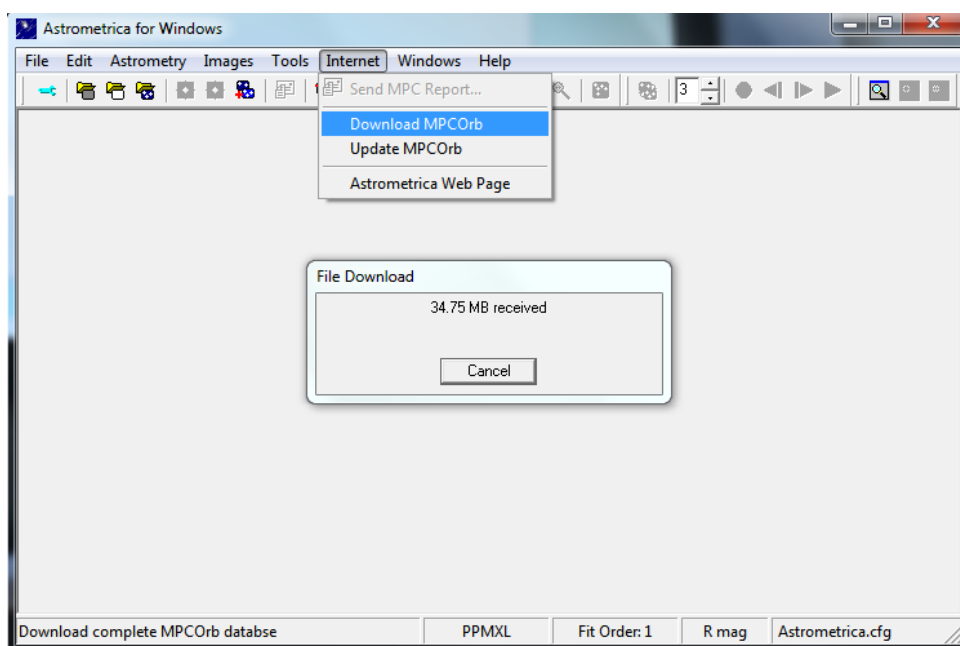 Astrometrica for Windows
File Edit Astrometry Images Tools Internet Windows Help
3
Send MPC Report...
Download MPCOrb
Update MPCOrb
Astrometrica Web Page
File Download
34.75 MB received
Cancel
Download complete MPCOrb databse PPMXL Fit Order: 1 R mag Astrometrica.cfg